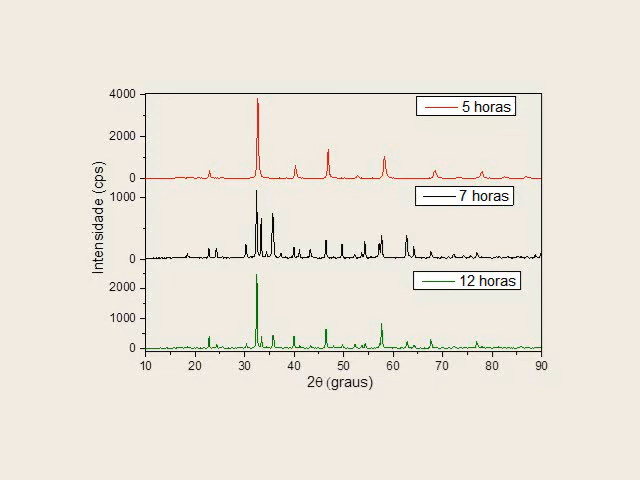 4000
5 horas
2000
0
1000
7 horas
0
Intensidade (cps)
2000
12 horas
1000
0
10 20 30 40 50 60 70 80 90
2θ (graus)